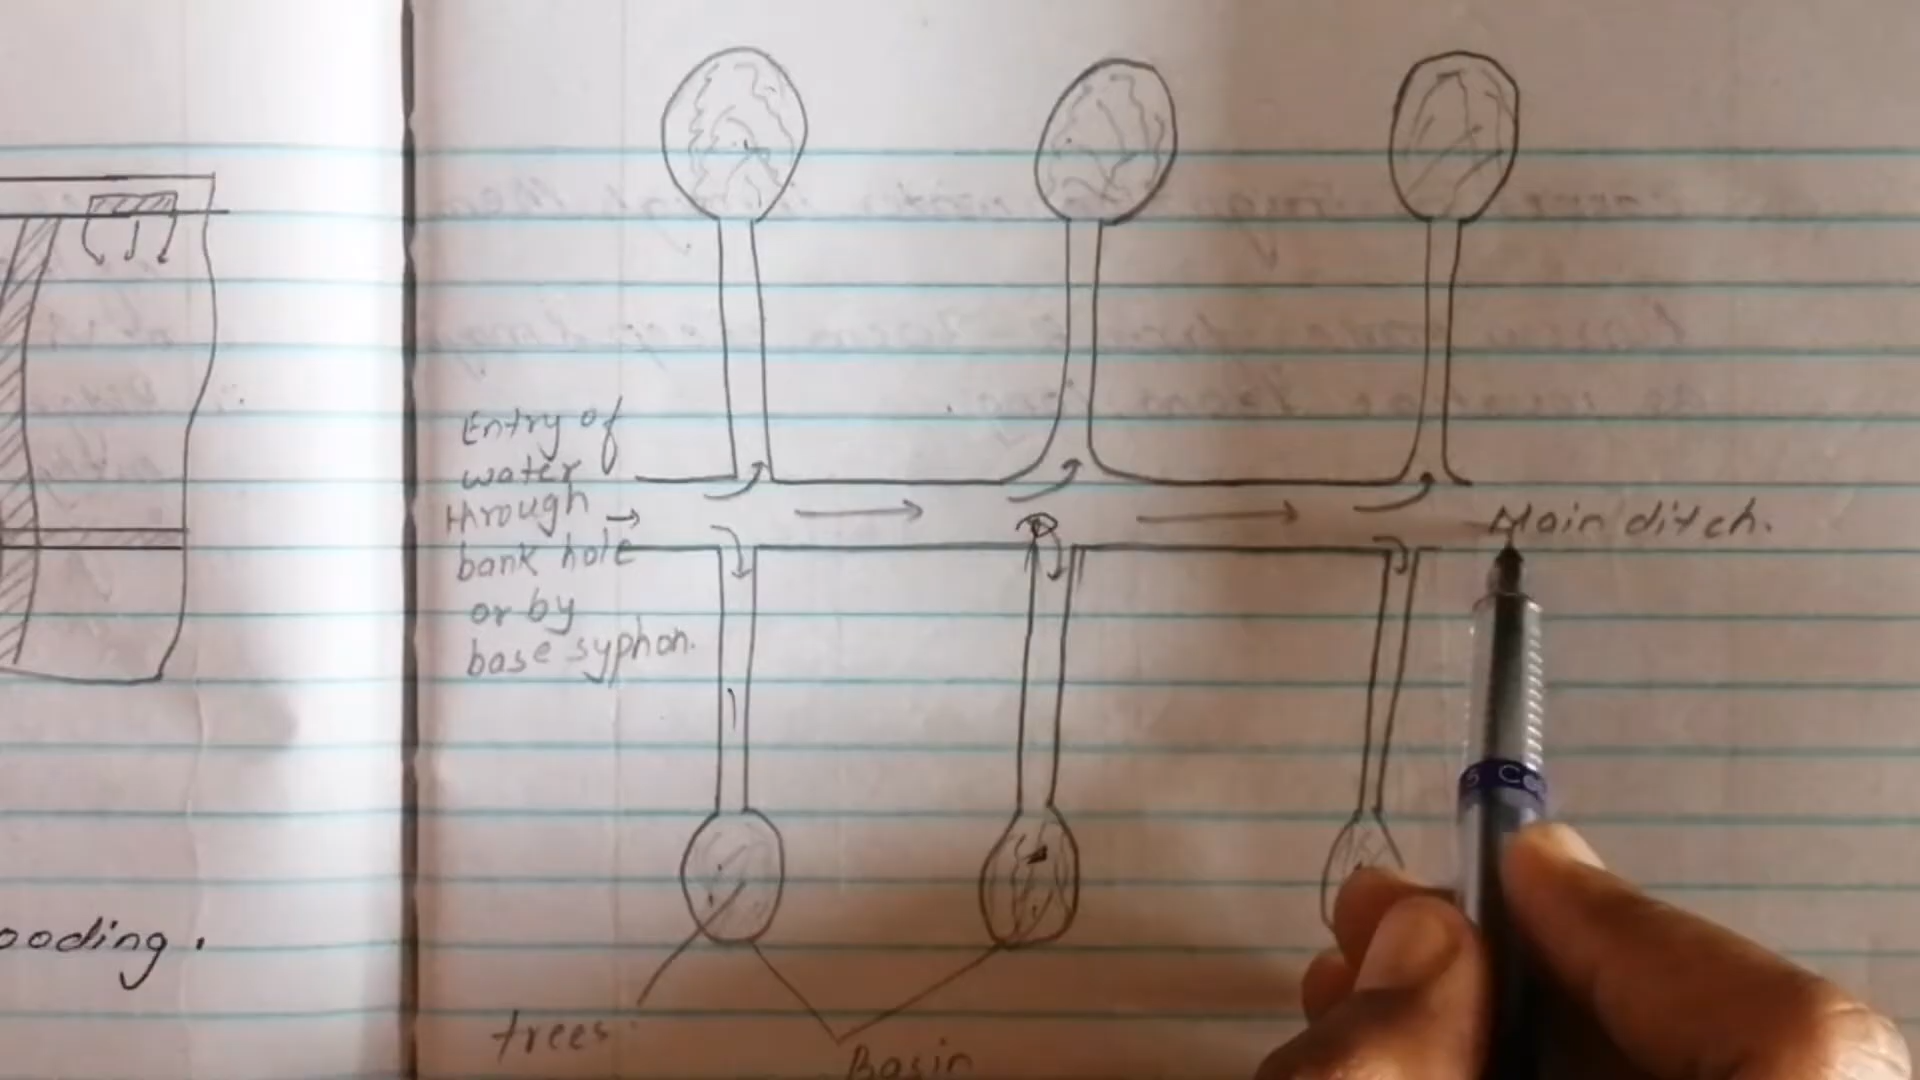 Entry of
water
through
bank hole
or by
base syphon.
Main ditch.
ooding.
trees
Basin